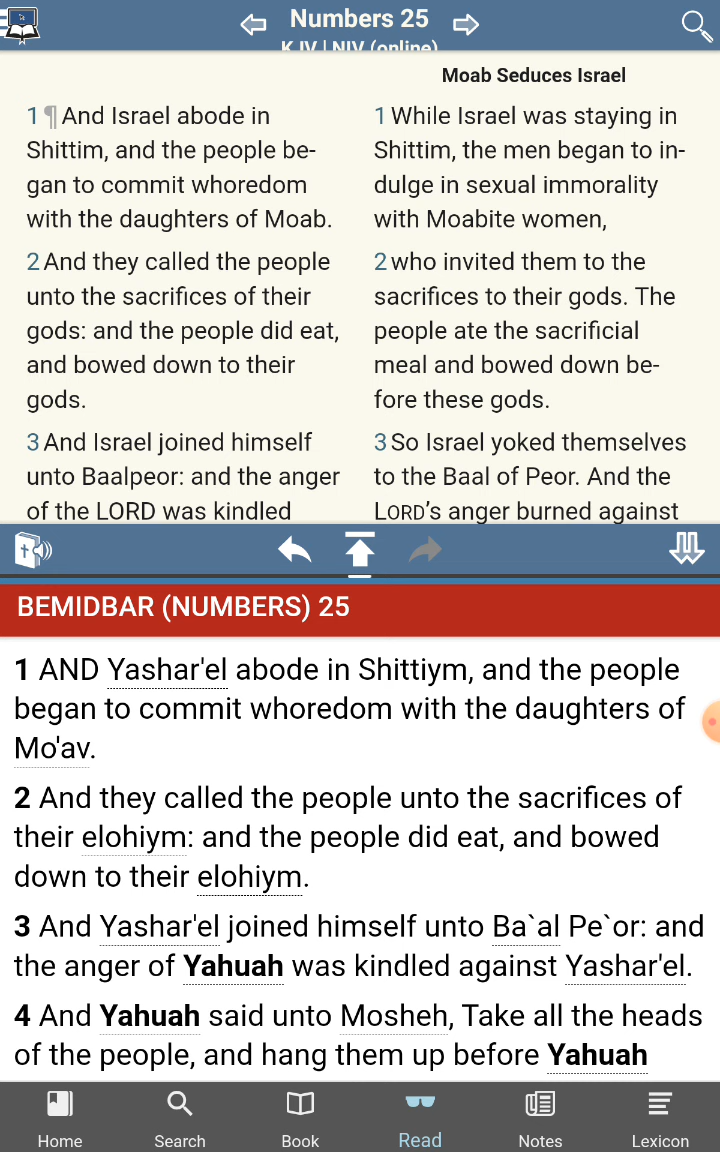 Numbers 25
KJV | NIV (online)
1 ¶ And Israel abode in
Shittim, and the people be-
gan to commit whoredom
with the daughters of Moab.
2 And they called the people
unto the sacrifices of their
gods: and the people did eat,
and bowed down to their
gods.
3 And Israel joined himself
unto Baalpeor: and the anger
of the LORD was kindled
Moab Seduces Israel
1 While Israel was staying in
Shittim, the men began to in-
dulge in sexual immorality
with Moabite women,
2 who invited them to the
sacrifices to their gods. The
people ate the sacrificial
meal and bowed down be-
fore these gods.
3 So Israel yoked themselves
to the Baal of Peor. And the
LORD’s anger burned against
BEMIDBAR (NUMBERS) 25
1 AND Yashar'el abode in Shittiym, and the people
began to commit whoredom with the daughters of
Mo'av.
2 And they called the people unto the sacrifices of
their elohiym: and the people did eat, and bowed
down to their elohiym.
3 And Yashar'el joined himself unto Ba`al Pe`or: and
the anger of Yahuah was kindled against Yashar'el.
4 And Yahuah said unto Mosheh, Take all the heads
of the people, and hang them up before Yahuah
Home Search Book Read Notes Lexicon